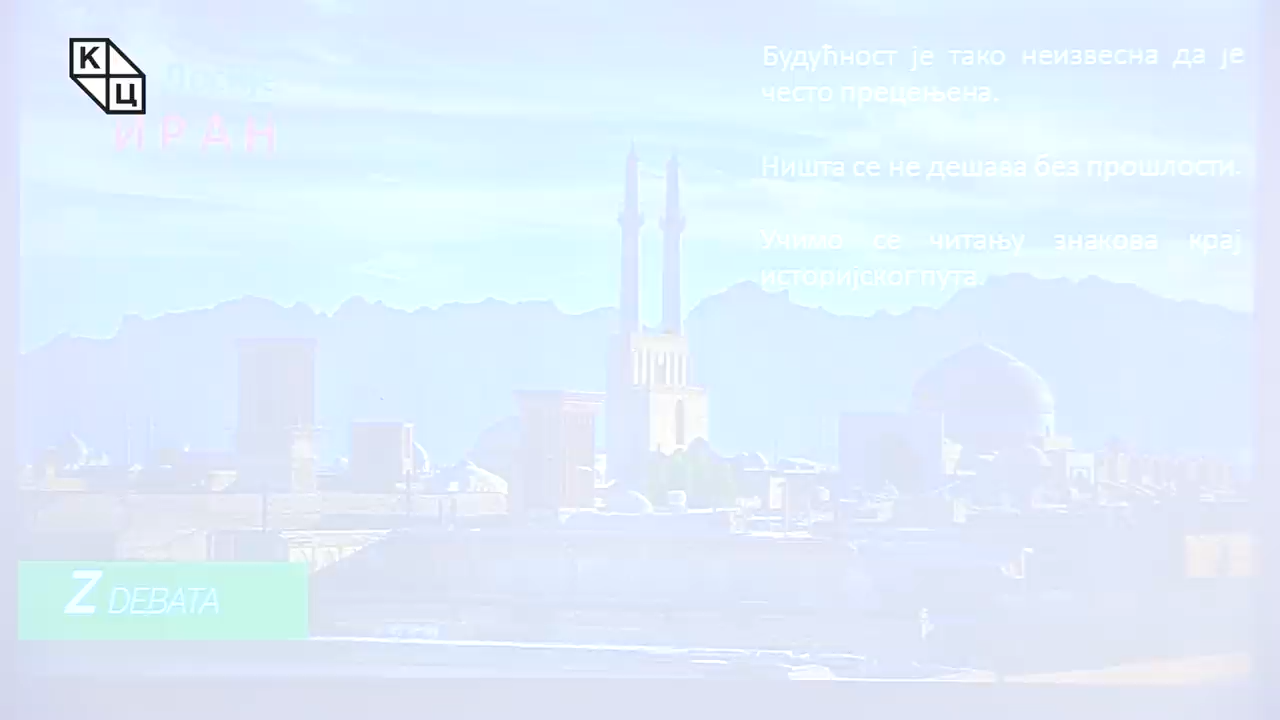 К
Ц
Досије
ИРАН
Будућност је тако неизвесна да је
често прецењена.
Ништа се не дешава без прошлости.
Учимо се читању знакова крај
историјског пута.
Z DEBATA